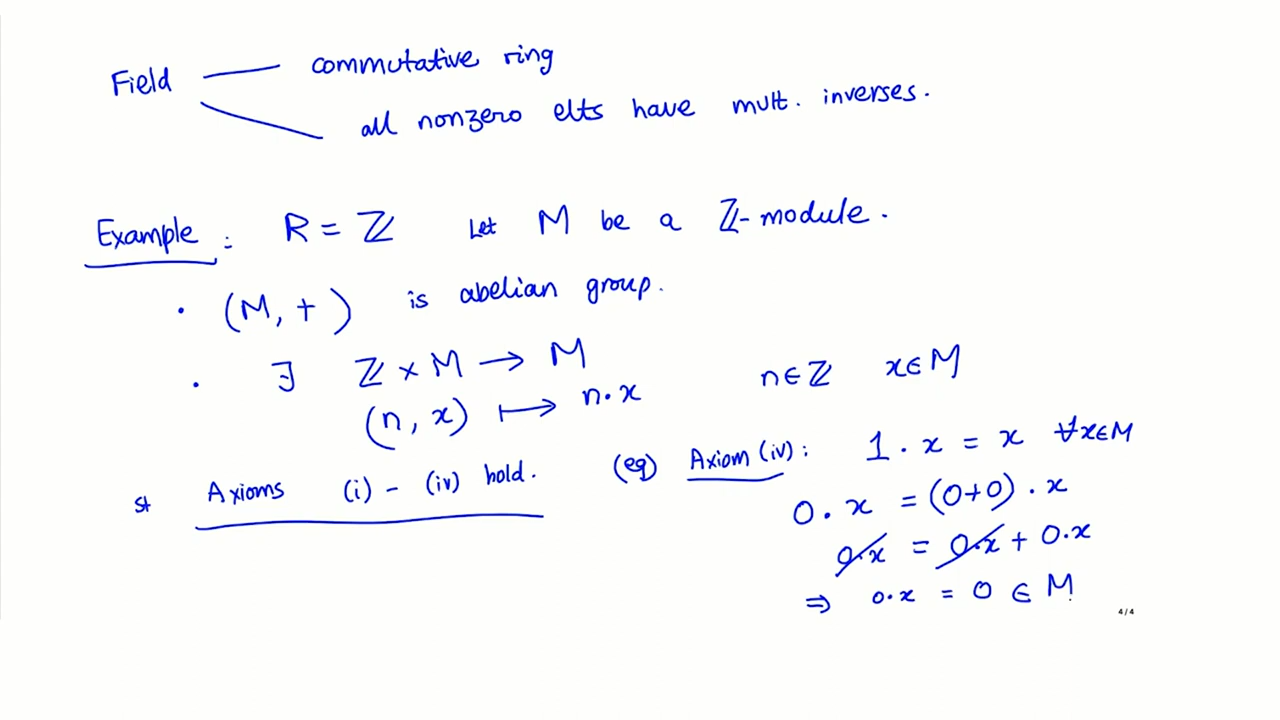 Field — commutative ring
all nonzero elts have mult. inverses.
Example: R = ℤ Let M be a ℤ-module.
• (M, +) is abelian group.
• ∃ ℤ × M → M n∈ℤ x∈M
(n, x) ↦ n·x
st Axioms (i) - (iv) hold. (eg) Axiom (iv): 1·x = x ∀x∈M
0·x = (0+0)·x
0·x = 0·x + 0·x
⇒ 0·x = 0 ∈ M
4/4